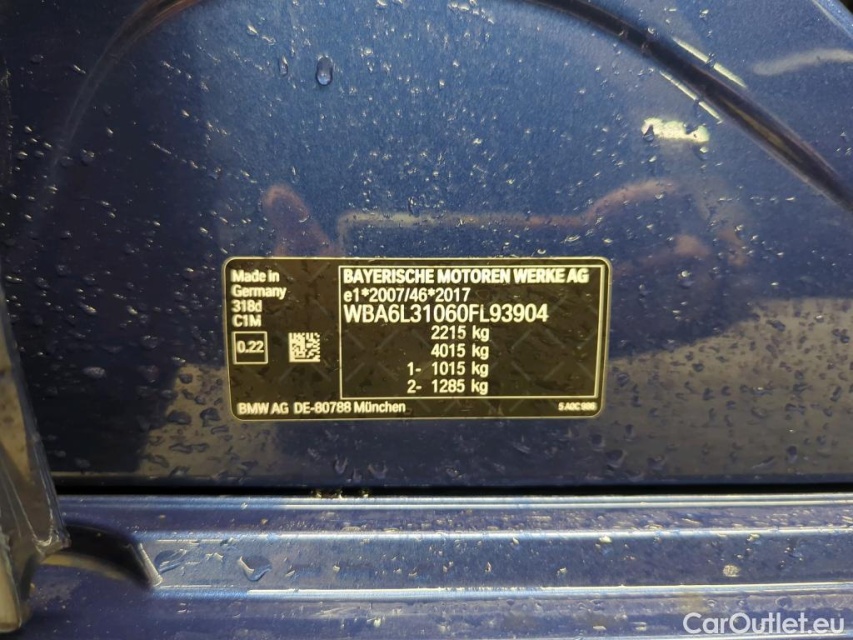 Made in
Germany
318d
C1M
0.22
BAYERISCHE MOTOREN WERKE AG
e1*2007/46*2017
WBA6L31060FL93904
2215 kg
4015 kg
1- 1015 kg
2- 1285 kg
BMW AG DE-80788 München
CarOutlet.eu